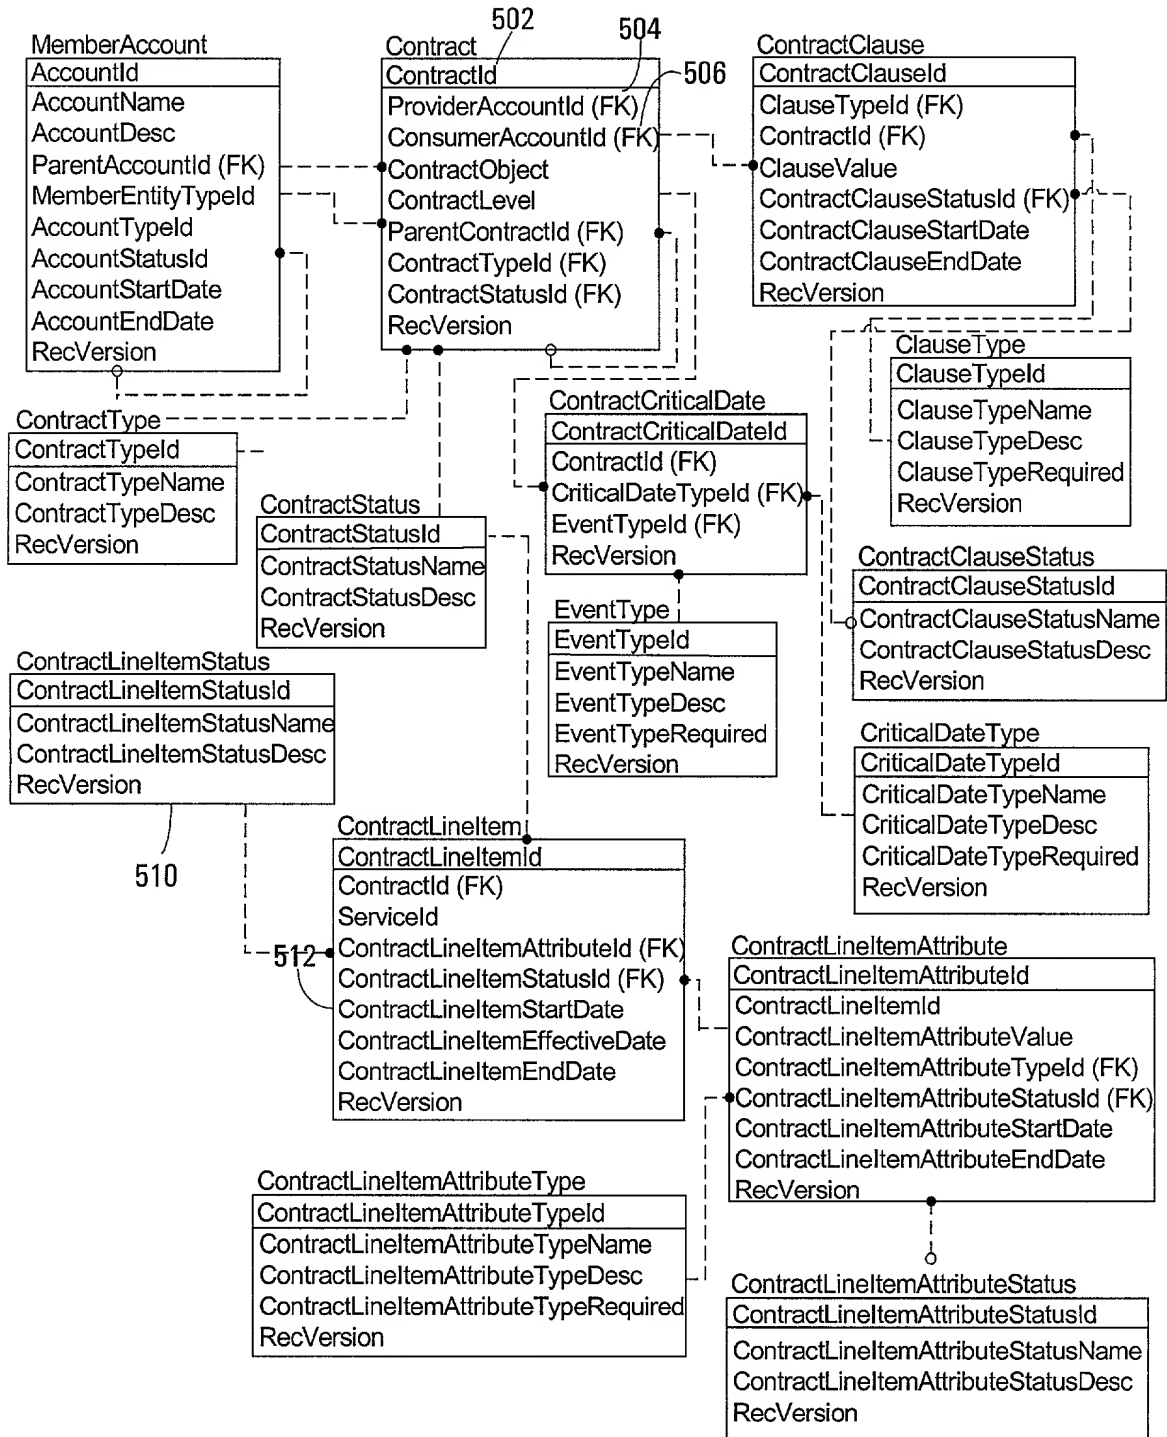 502
504
506
MemberAccount
AccountId
AccountName
AccountDesc
ParentAccountId (FK)
MemberEntityTypeId
AccountTypeId
AccountStatusId
AccountStartDate
AccountEndDate
RecVersion
Contract
ContractId
ProviderAccountId (FK)
ConsumerAccountId (FK)
ContractObject
ContractLevel
ParentContractId (FK)
ContractTypeId (FK)
ContractStatusId (FK)
RecVersion
ContractClause
ContractClauseId
ClauseTypeId (FK)
ContractId (FK)
ClauseValue
ContractClauseStatusId (FK)
ContractClauseStartDate
ContractClauseEndDate
RecVersion
ClauseType
ClauseTypeId
ClauseTypeName
ClauseTypeDesc
ClauseTypeRequired
RecVersion
ContractType
ContractTypeId
ContractTypeName
ContractTypeDesc
RecVersion
ContractCriticalDate
ContractCriticalDateId
ContractId (FK)
CriticalDateTypeId (FK)
EventTypeId (FK)
RecVersion
ContractStatus
ContractStatusId
ContractStatusName
ContractStatusDesc
RecVersion
ContractClauseStatus
ContractClauseStatusId
ContractClauseStatusName
ContractClauseStatusDesc
RecVersion
EventType
EventTypeId
EventTypeName
EventTypeDesc
EventTypeRequired
RecVersion
ContractLineItemStatus
ContractLineItemStatusId
ContractLineItemStatusName
ContractLineItemStatusDesc
RecVersion
510
CriticalDateType
CriticalDateTypeId
CriticalDateTypeName
CriticalDateTypeDesc
CriticalDateTypeRequired
RecVersion
ContractLineItem
ContractLineItemId
ContractId (FK)
ServiceId
ContractLineItemAttributeId (FK)
ContractLineItemStatusId (FK)
ContractLineItemStartDate
ContractLineItemEffectiveDate
ContractLineItemEndDate
RecVersion
512
ContractLineItemAttribute
ContractLineItemAttributeId
ContractLineItemId
ContractLineItemAttributeValue
ContractLineItemAttributeTypeId (FK)
ContractLineItemAttributeStatusId (FK)
ContractLineItemAttributeStartDate
ContractLineItemAttributeEndDate
RecVersion
ContractLineItemAttributeType
ContractLineItemAttributeTypeId
ContractLineItemAttributeTypeName
ContractLineItemAttributeTypeDesc
ContractLineItemAttributeTypeRequired
RecVersion
ContractLineItemAttributeStatus
ContractLineItemAttributeStatusId
ContractLineItemAttributeStatusName
ContractLineItemAttributeStatusDesc
RecVersion